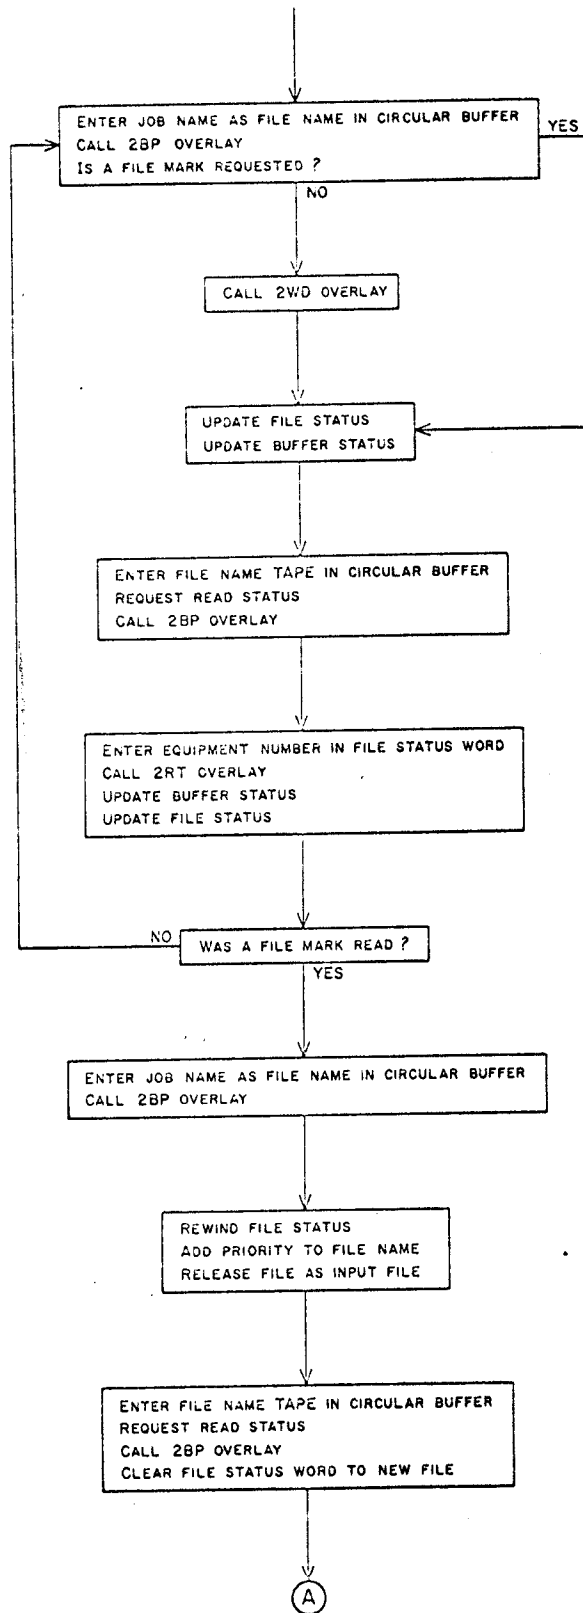 ENTER JOB NAME AS FILE NAME IN CIRCULAR BUFFER
CALL 2BP OVERLAY
IS A FILE MARK REQUESTED?
YES
NO
CALL 2WD OVERLAY
UPDATE FILE STATUS
UPDATE BUFFER STATUS
ENTER FILE NAME TAPE IN CIRCULAR BUFFER
REQUEST READ STATUS
CALL 2BP OVERLAY
ENTER EQUIPMENT NUMBER IN FILE STATUS WORD
CALL 2RT OVERLAY
UPDATE BUFFER STATUS
UPDATE FILE STATUS
NO
WAS A FILE MARK READ?
YES
ENTER JOB NAME AS FILE NAME IN CIRCULAR BUFFER
CALL 2BP OVERLAY
REWIND FILE STATUS
ADD PRIORITY TO FILE NAME
RELEASE FILE AS INPUT FILE
ENTER FILE NAME TAPE IN CIRCULAR BUFFER
REQUEST READ STATUS
CALL 2BP OVERLAY
CLEAR FILE STATUS WORD TO NEW FILE
A